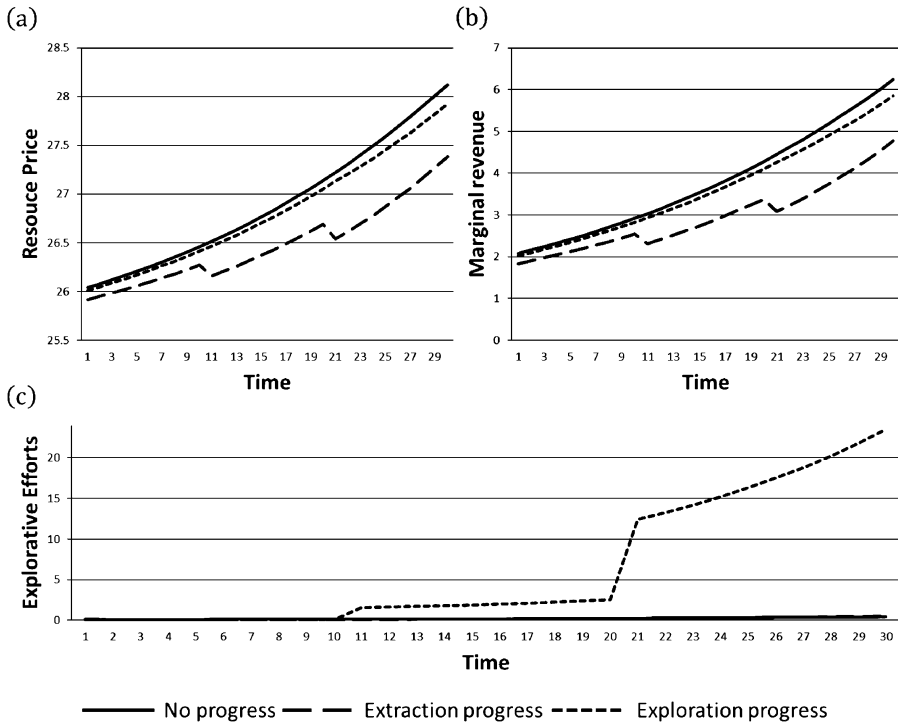 (a)
(b)
28.5
28
27.5
27
26.5
26
25.5
Resouce Price
1 3 5 7 9 11 13 15 17 19 21 23 25 27 29
Time
7
6
5
4
3
2
1
0
Marginal revenue
1 3 5 7 9 11 13 15 17 19 21 23 25 27 29
Time
(c)
20
15
10
5
0
Explorative Efforts
1 2 3 4 5 6 7 8 9 10 11 12 13 14 15 16 17 18 19 20 21 22 23 24 25 26 27 28 29 30
Time
No progress Extraction progress Exploration progress